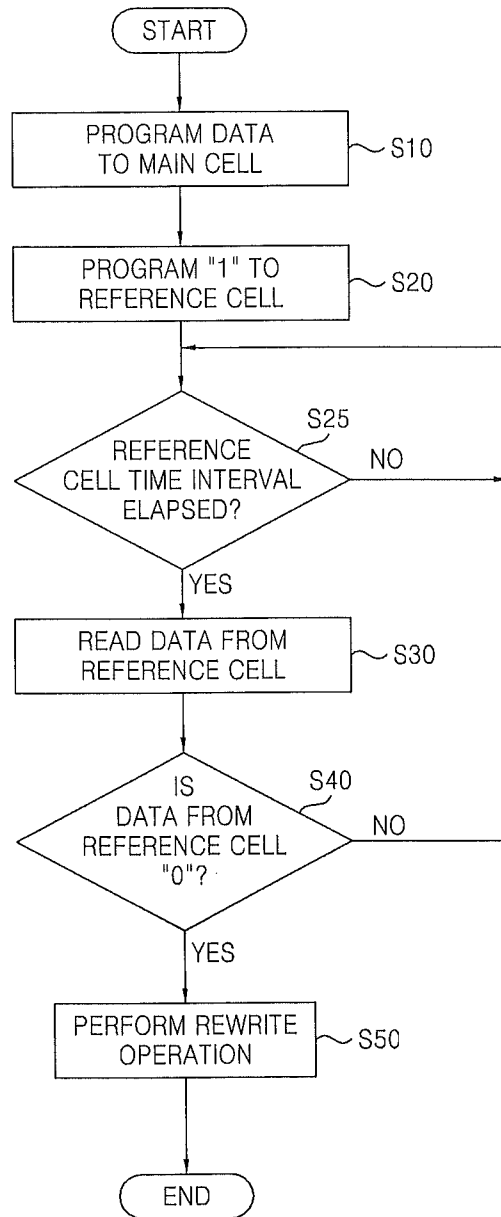 START
PROGRAM DATA
TO MAIN CELL
S10
PROGRAM "1" TO
REFERENCE CELL
S20
S25
REFERENCE
CELL TIME INTERVAL
ELAPSED?
NO
YES
READ DATA FROM
REFERENCE CELL
S30
IS
DATA FROM
REFERENCE CELL
"0"?
S40
NO
YES
PERFORM REWRITE
OPERATION
S50
END